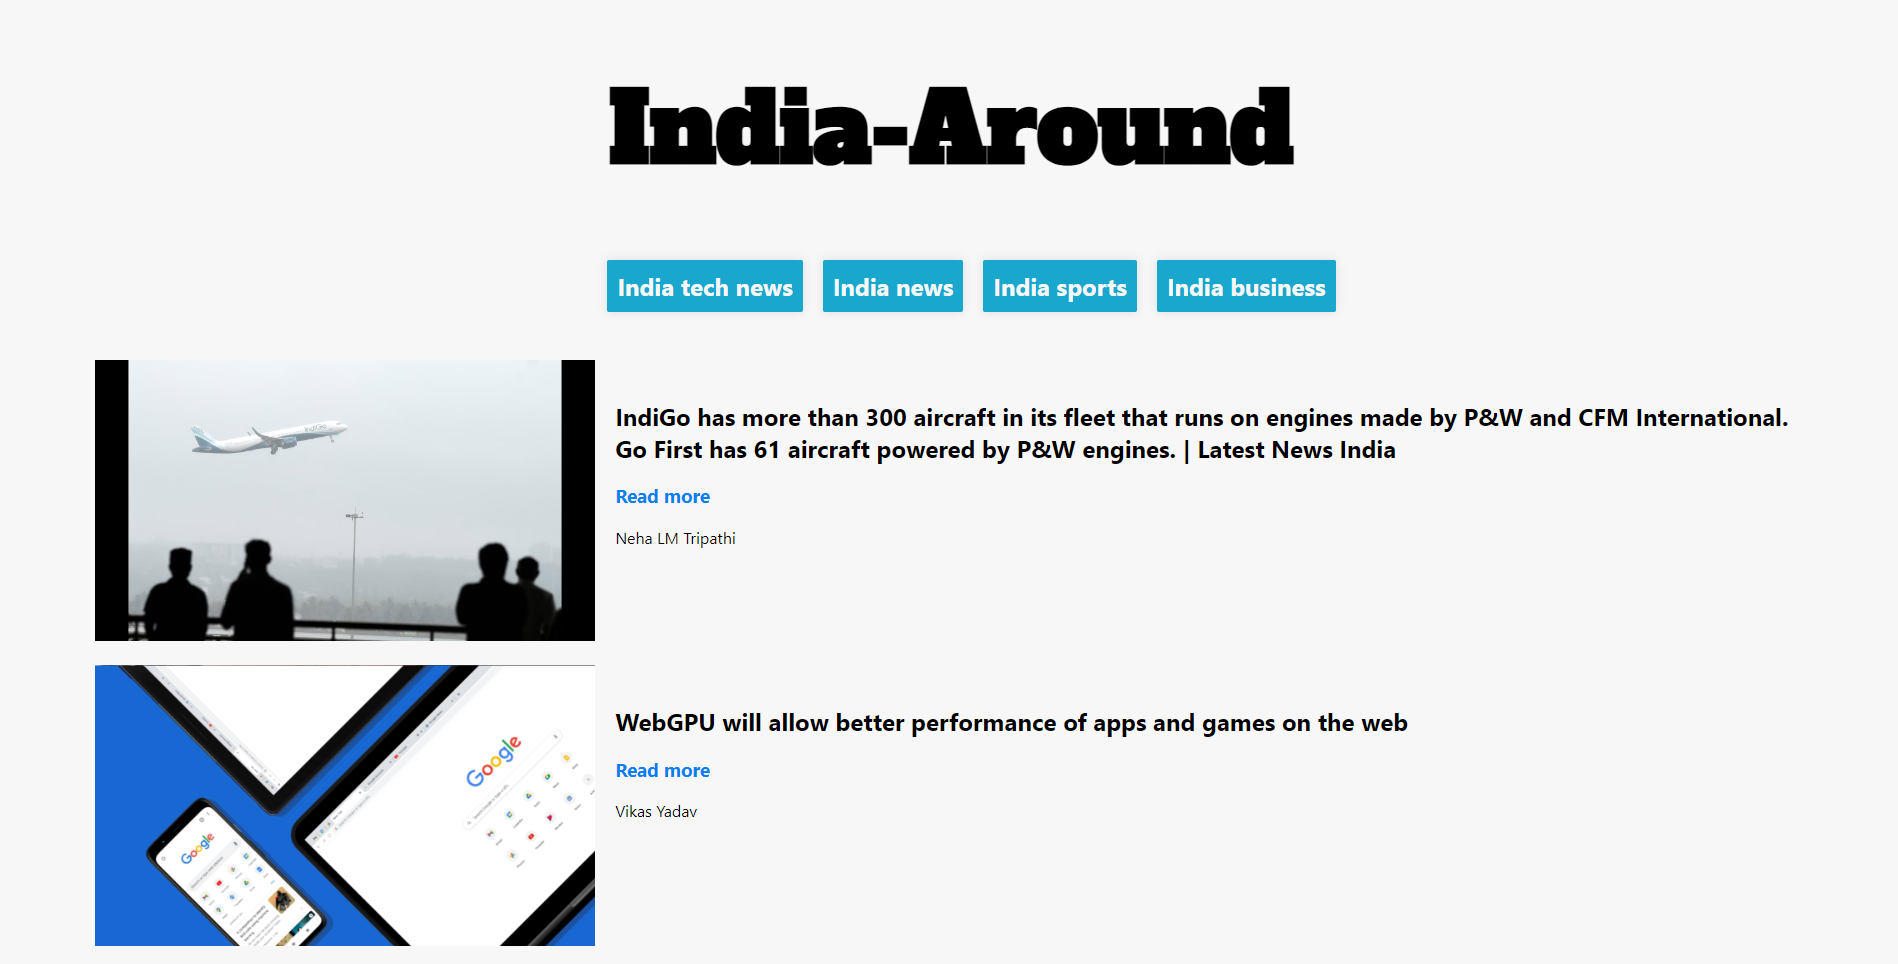 India-Around
India tech news
India news
India sports
India business
IndiGo
IndiGo has more than 300 aircraft in its fleet that runs on engines made by P&W and CFM International.
Go First has 61 aircraft powered by P&W engines. | Latest News India
Read more
Neha LM Tripathi
Google
Google
WebGPU will allow better performance of apps and games on the web
Read more
Vikas Yadav